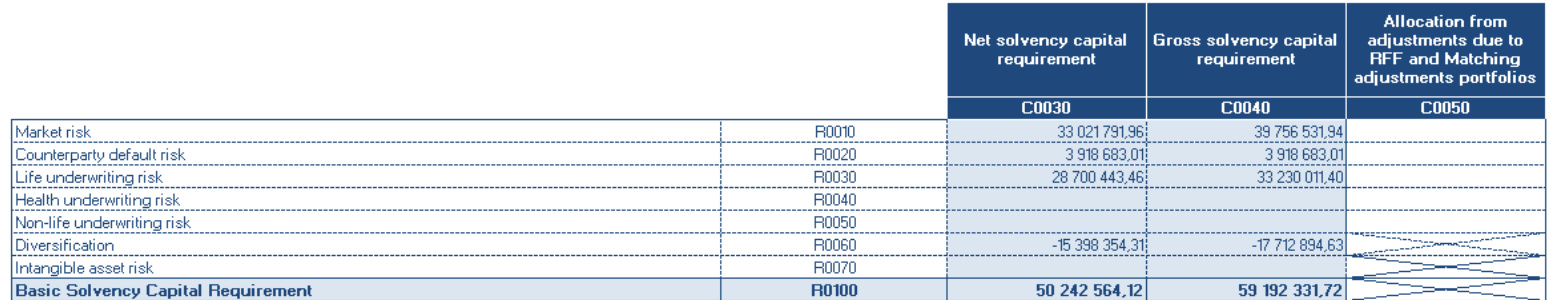 Net solvency capital requirement Gross solvency capital requirement Allocation from adjustments due to RFF and Matching adjustments portfolios
C0030 C0040 C0050
Market risk R0010 33 021 791,96 39 756 531,94
Counterparty default risk R0020 3 918 683,01 3 918 683,01
Life underwriting risk R0030 28 700 443,46 33 230 011,40
Health underwriting risk R0040
Non-life underwriting risk R0050
Diversification R0060 -15 398 354,31 -17 712 894,63
Intangible asset risk R0070
Basic Solvency Capital Requirement R0100 50 242 564,12 59 192 331,72